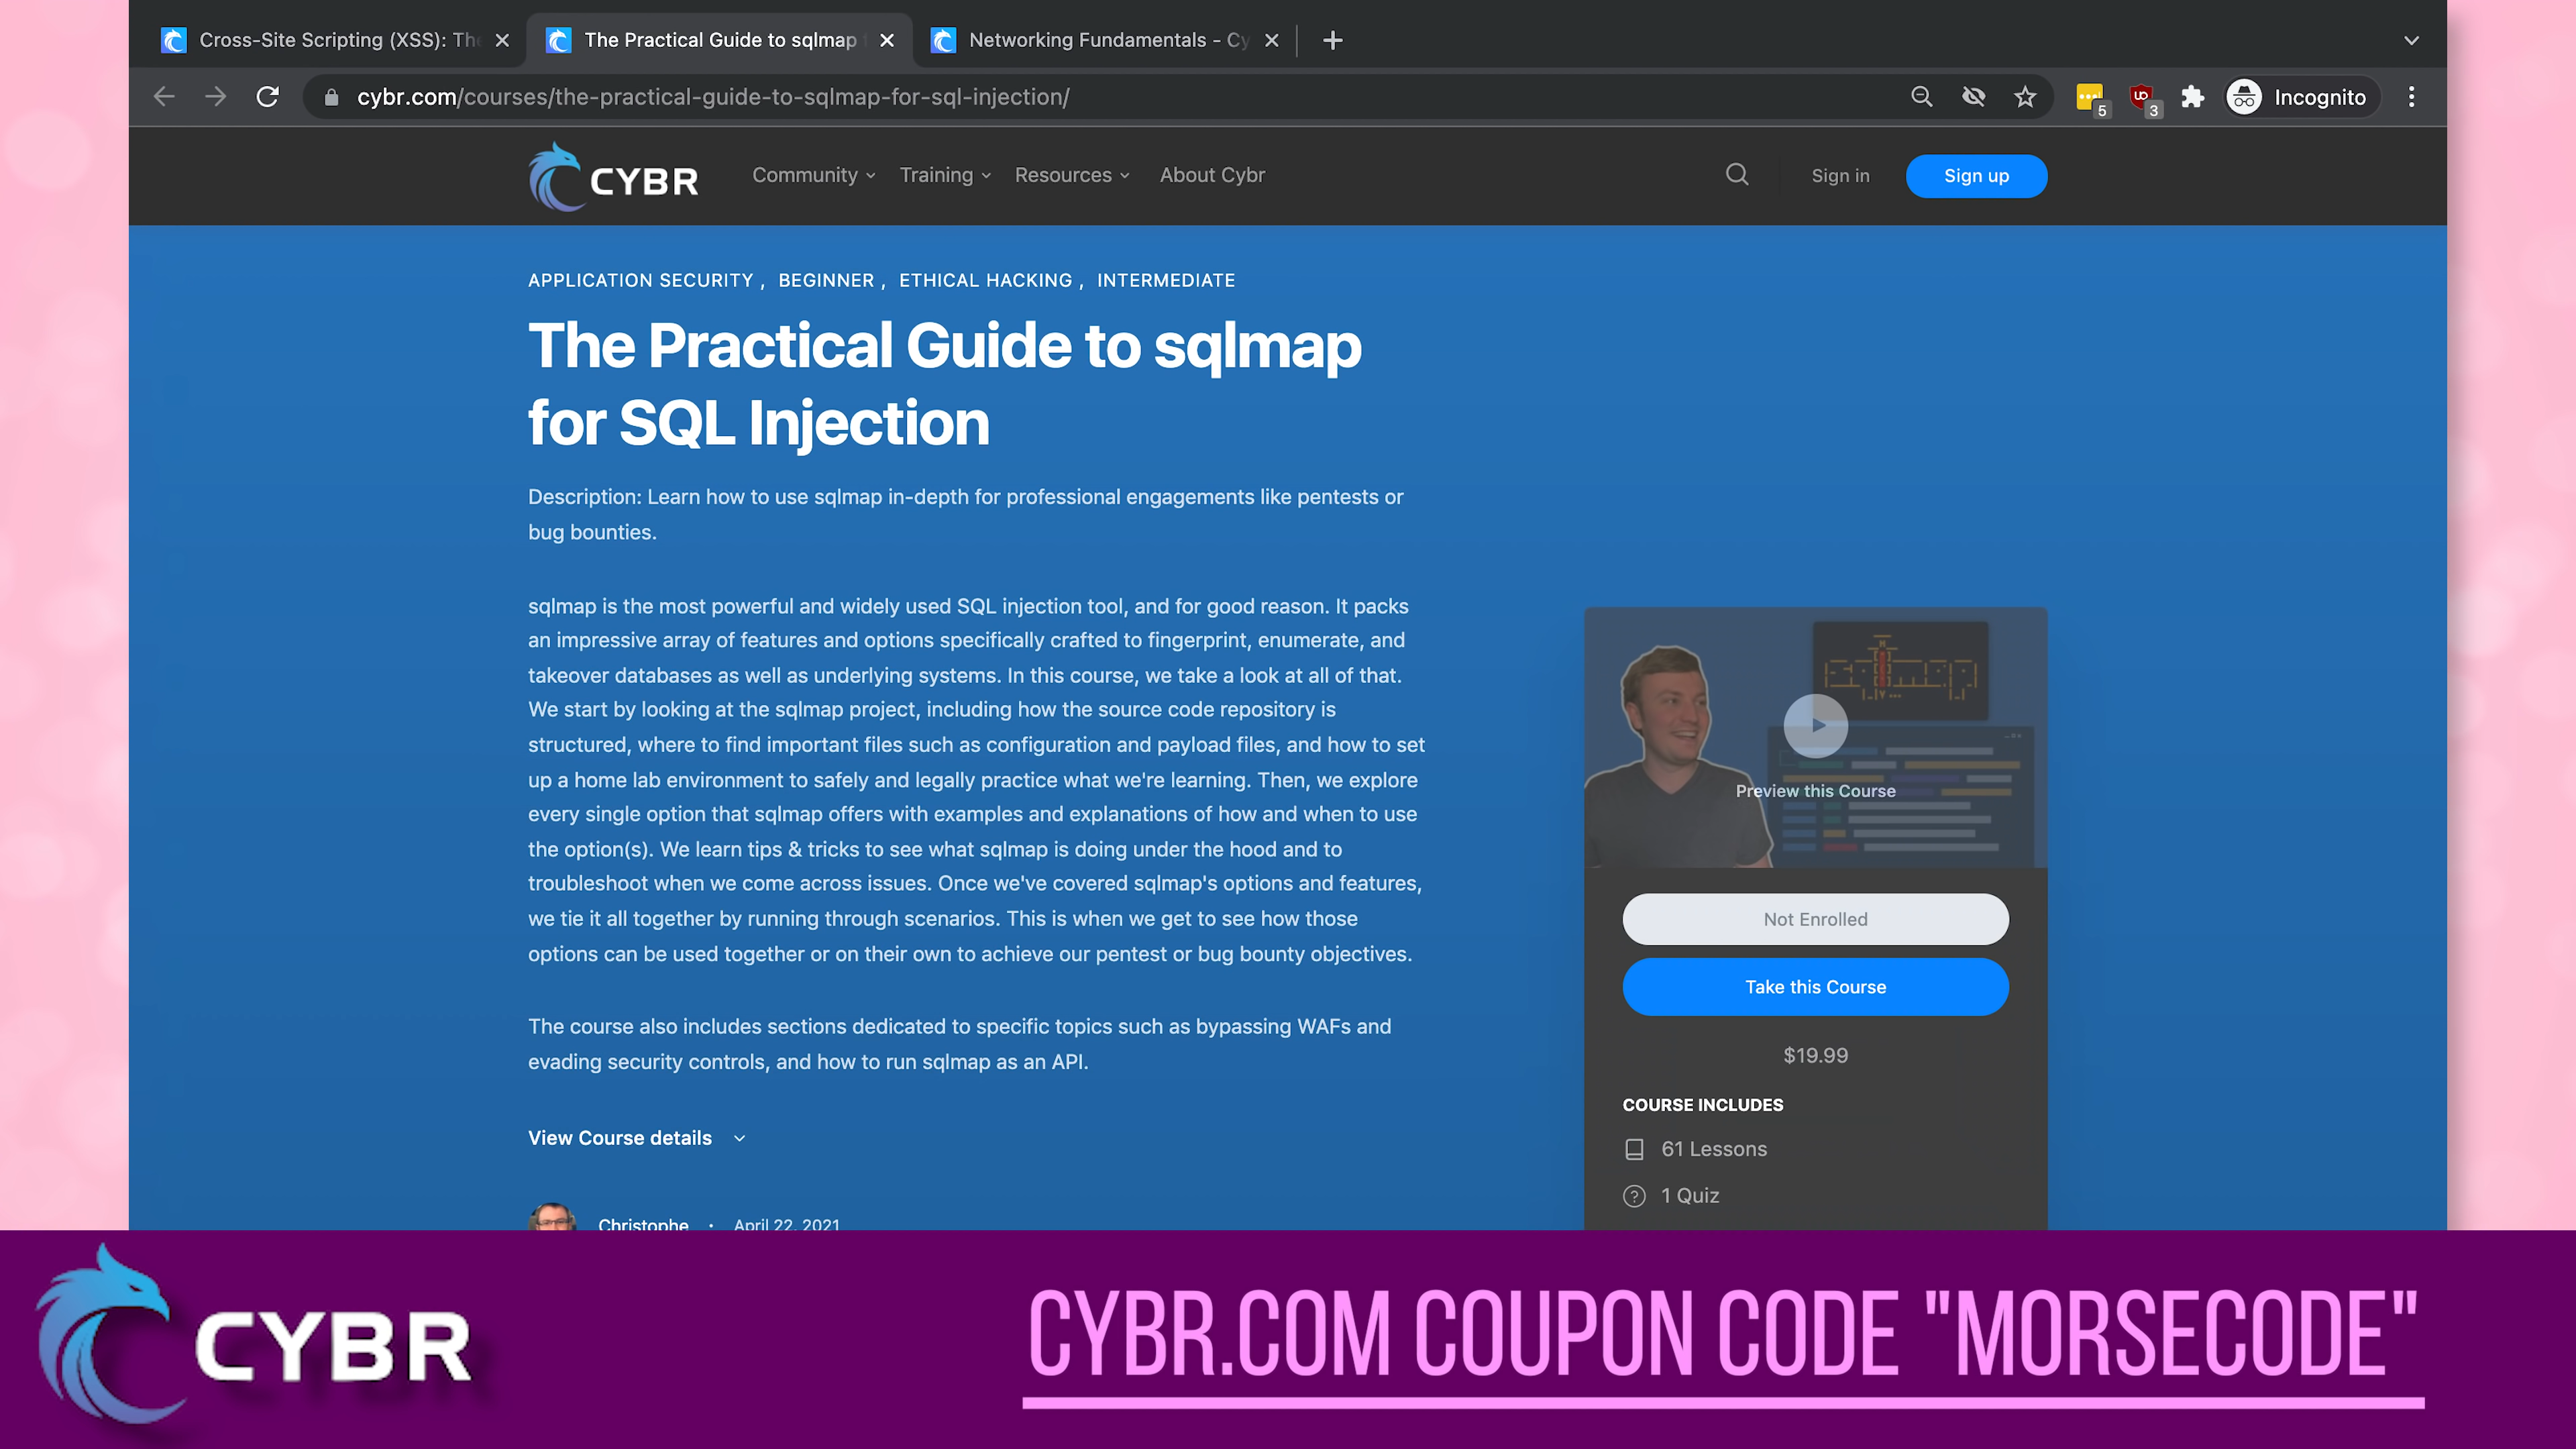 Cross-Site Scripting (XSS): The
The Practical Guide to sqlmap
Networking Fundamentals - Cy
cybr.com/courses/the-practical-guide-to-sqlmap-for-sql-injection/
5
3
Incognito
CYBR
Community
Training
Resources
About Cybr
Sign in
Sign up
APPLICATION SECURITY , BEGINNER , ETHICAL HACKING , INTERMEDIATE
The Practical Guide to sqlmap
for SQL Injection
Description: Learn how to use sqlmap in-depth for professional engagements like pentests or
bug bounties.
sqlmap is the most powerful and widely used SQL injection tool, and for good reason. It packs
an impressive array of features and options specifically crafted to fingerprint, enumerate, and
takeover databases as well as underlying systems. In this course, we take a look at all of that.
We start by looking at the sqlmap project, including how the source code repository is
structured, where to find important files such as configuration and payload files, and how to set
up a home lab environment to safely and legally practice what we're learning. Then, we explore
every single option that sqlmap offers with examples and explanations of how and when to use
the option(s). We learn tips & tricks to see what sqlmap is doing under the hood and to
troubleshoot when we come across issues. Once we've covered sqlmap's options and features,
we tie it all together by running through scenarios. This is when we get to see how those
options can be used together or on their own to achieve our pentest or bug bounty objectives.
The course also includes sections dedicated to specific topics such as bypassing WAFs and
evading security controls, and how to run sqlmap as an API.
View Course details
Christophe · April 22, 2021
Preview this Course
Not Enrolled
Take this Course
$19.99
COURSE INCLUDES
61 Lessons
1 Quiz
CYBR
CYBR.COM COUPON CODE "MORSECODE"